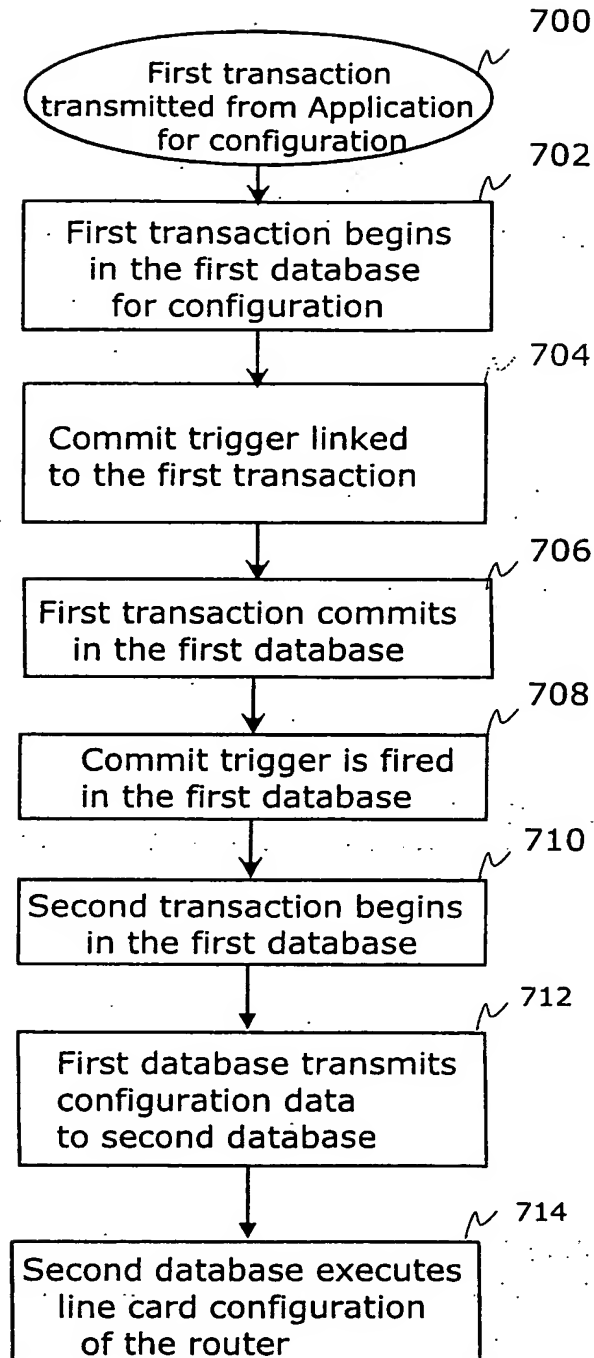 700
First transaction
transmitted from Application
for configuration
702
First transaction begins
in the first database
for configuration
704
Commit trigger linked
to the first transaction
706
First transaction commits
in the first database
708
Commit trigger is fired
in the first database
710
Second transaction begins
in the first database
712
First database transmits
configuration data
to second database
714
Second database executes
line card configuration
of the router